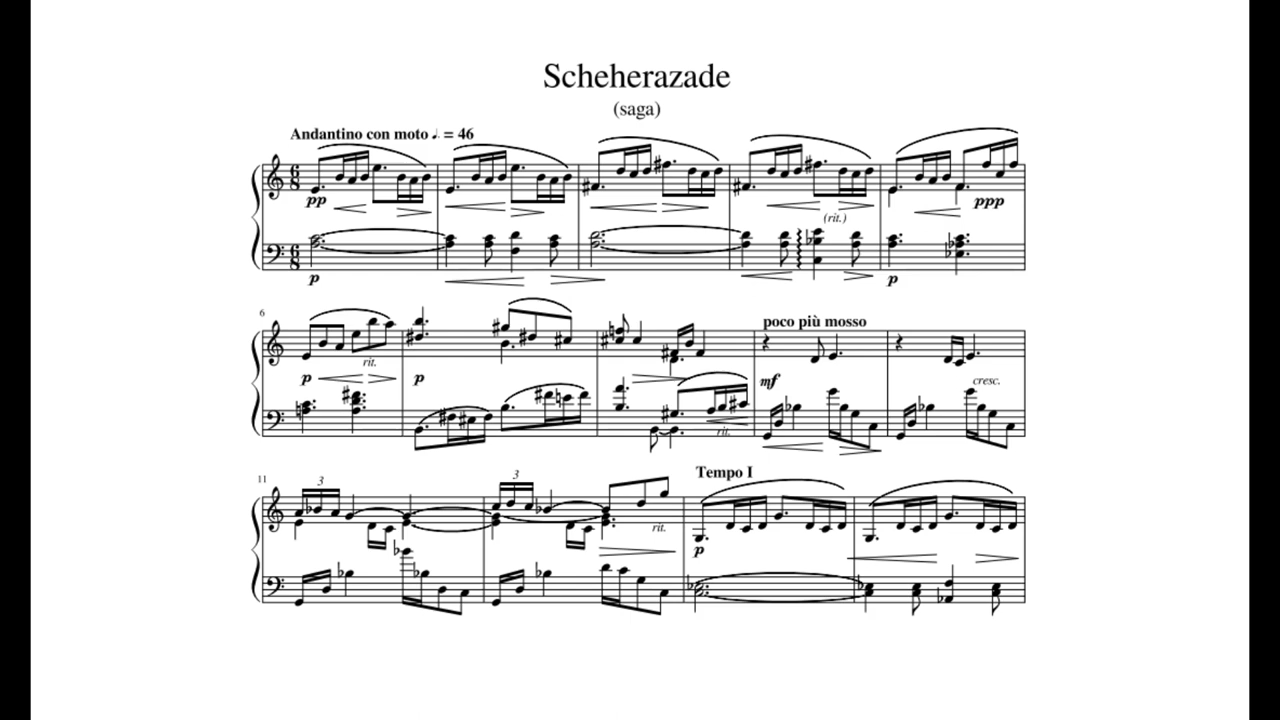 Scheherazade
(saga)
Andantino con moto ♩. = 46
pp
ppp
(rit.)
p
p
6
poco più mosso
rit.
p
p
mf
cresc.
rit.
11
3
3
Tempo I
rit.
p